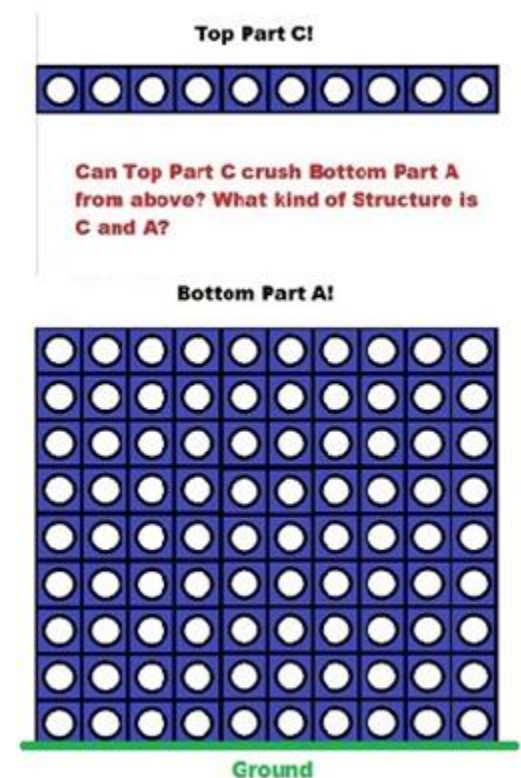 Top Part C!
Can Top Part C crush Bottom Part A
from above? What kind of Structure is
C and A?
Bottom Part A!
Ground